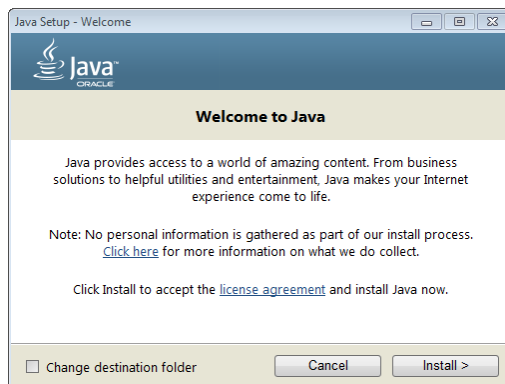 Java Setup - Welcome
Java™
ORACLE
Welcome to Java
Java provides access to a world of amazing content. From business
solutions to helpful utilities and entertainment, Java makes your Internet
experience come to life.
Note: No personal information is gathered as part of our install process.
Click here for more information on what we do collect.
Click Install to accept the license agreement and install Java now.
Change destination folder
Cancel
Install >